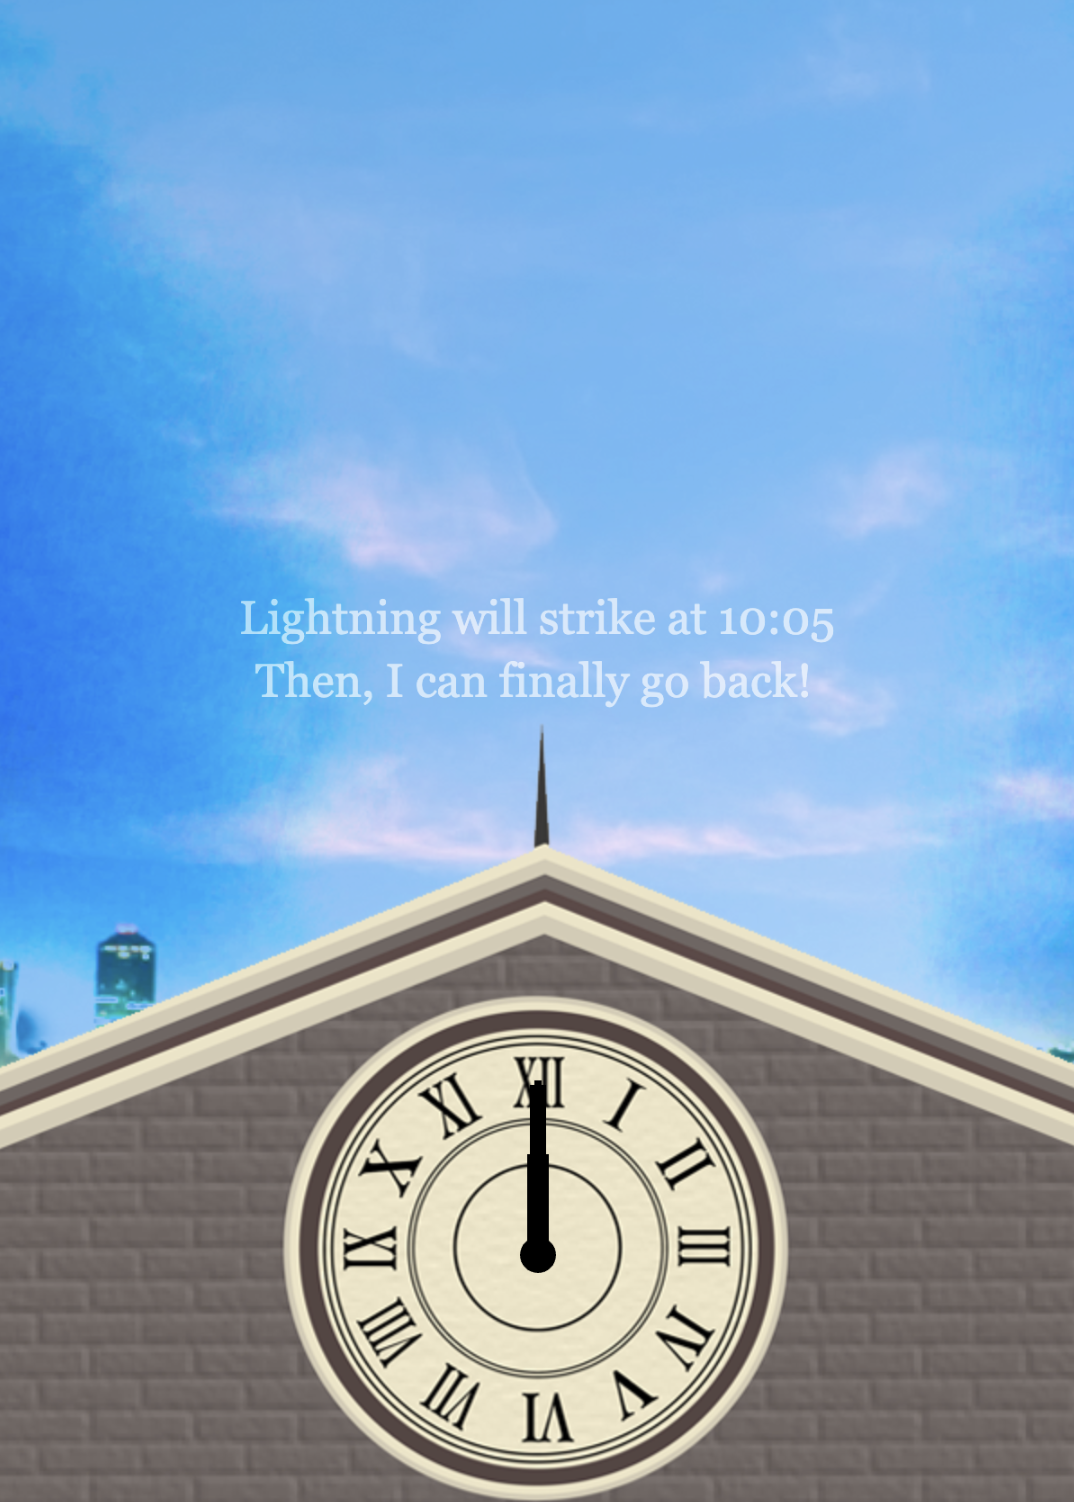 Lightning will strike at 10:05
Then, I can finally go back!
XII
I
II
III
IV
V
VI
VII
VIII
IX
X
XI